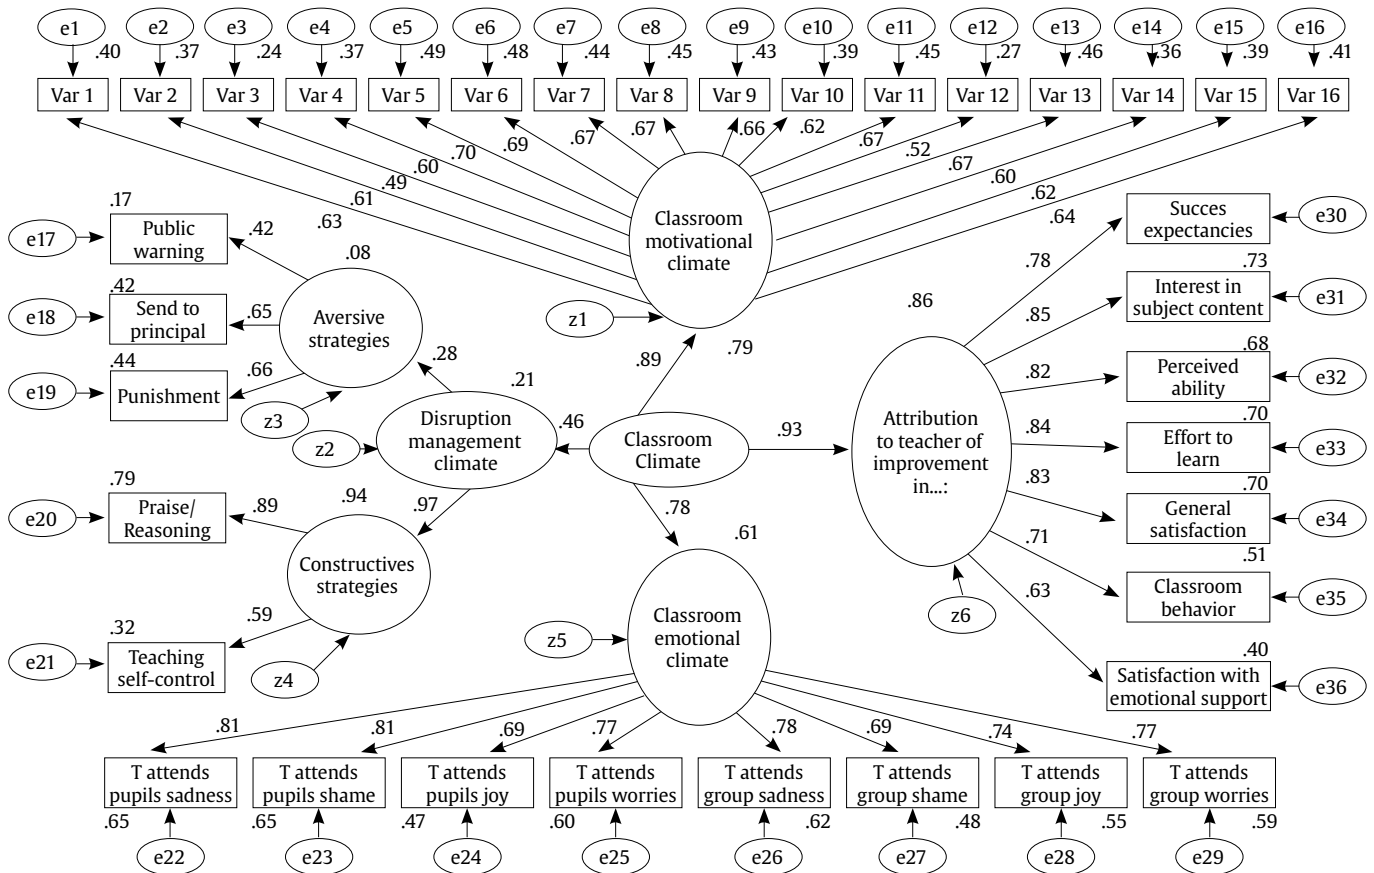 e1 e2 e3 e4 e5 e6 e7 e8 e9 e10 e11 e12 e13 e14 e15 e16
.40 .37 .24 .37 .49 .48 .44 .45 .43 .39 .45 .27 .46 .36 .39 .41
Var 1 Var 2 Var 3 Var 4 Var 5 Var 6 Var 7 Var 8 Var 9 Var 10 Var 11 Var 12 Var 13 Var 14 Var 15 Var 16
.63 .61 .49 .60 .70 .69 .67 .67 .66 .62 .67 .52 .67 .60 .62 .64
Classroom
motivational
climate
z1
.79
.89
.17
e17
Public
warning
.42
.08
.42
e18
Send to
principal
.65
Aversive
strategies
.44
e19
Punishment
.66
z3
.28
.21
z2
Disruption
management
climate
.46
Classroom
Climate
.93
.79
e20
Praise/
Reasoning
.89
.94
.97
Constructives
strategies
.32
e21
Teaching
self-control
.59
z4
.78
.61
z5
Classroom
emotional
climate
.86
Attribution
to teacher of
improvement
in...:
z6
.78
Succes
expectancies
e30
.73
.85
Interest in
subject content
e31
.68
.82
Perceived
ability
e32
.70
.84
Effort to
learn
e33
.70
.83
General
satisfaction
e34
.51
.71
Classroom
behavior
e35
.40
.63
Satisfaction with
emotional support
e36
.81 .81 .69 .77 .78 .69 .74 .77
T attends
pupils sadness
T attends
pupils shame
T attends
pupils joy
T attends
pupils worries
T attends
group sadness
T attends
group shame
T attends
group joy
T attends
group worries
.65 .65 .47 .60 .62 .48 .55 .59
e22 e23 e24 e25 e26 e27 e28 e29